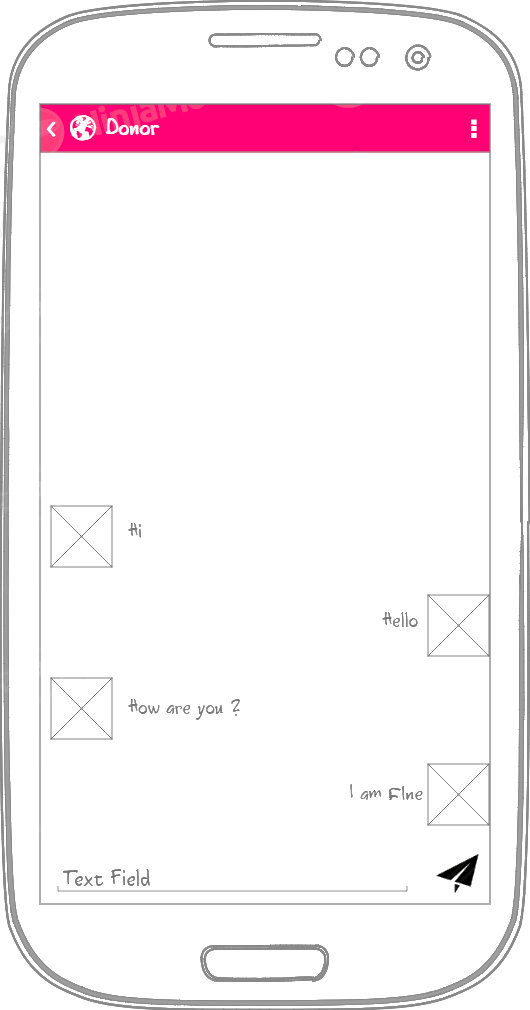 Donor
Hi
Hello
How are you ?
I am FIne
Text Field